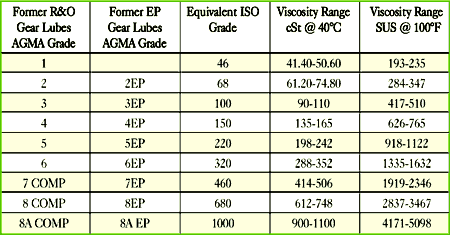 Former R&O Gear Lubes AGMA Grade | Former EP Gear Lubes AGMA Grade | Equivalent ISO Grade | Viscosity Range cSt @ 40°C | Viscosity Range SUS @ 100°F
1 | | 46 | 41.40-50.60 | 193-235
2 | 2EP | 68 | 61.20-74.80 | 284-347
3 | 3EP | 100 | 90-110 | 417-510
4 | 4EP | 150 | 135-165 | 626-765
5 | 5EP | 220 | 198-242 | 918-1122
6 | 6EP | 320 | 288-352 | 1335-1632
7 COMP | 7EP | 460 | 414-506 | 1919-2346
8 COMP | 8EP | 680 | 612-748 | 2837-3467
8A COMP | 8A EP | 1000 | 900-1100 | 4171-5098